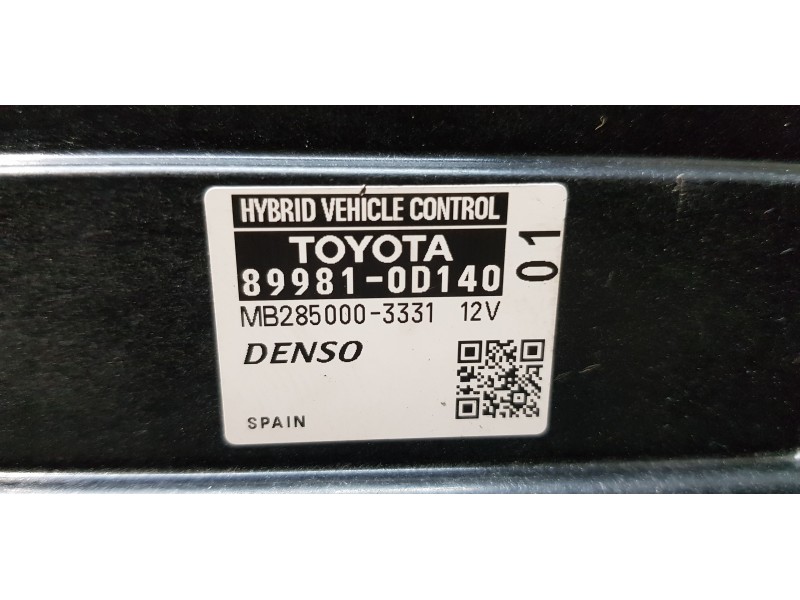 HYBRID VEHICLE CONTROL
TOYOTA
89981-0D140
01
MB285000-3331 12V
DENSO
SPAIN